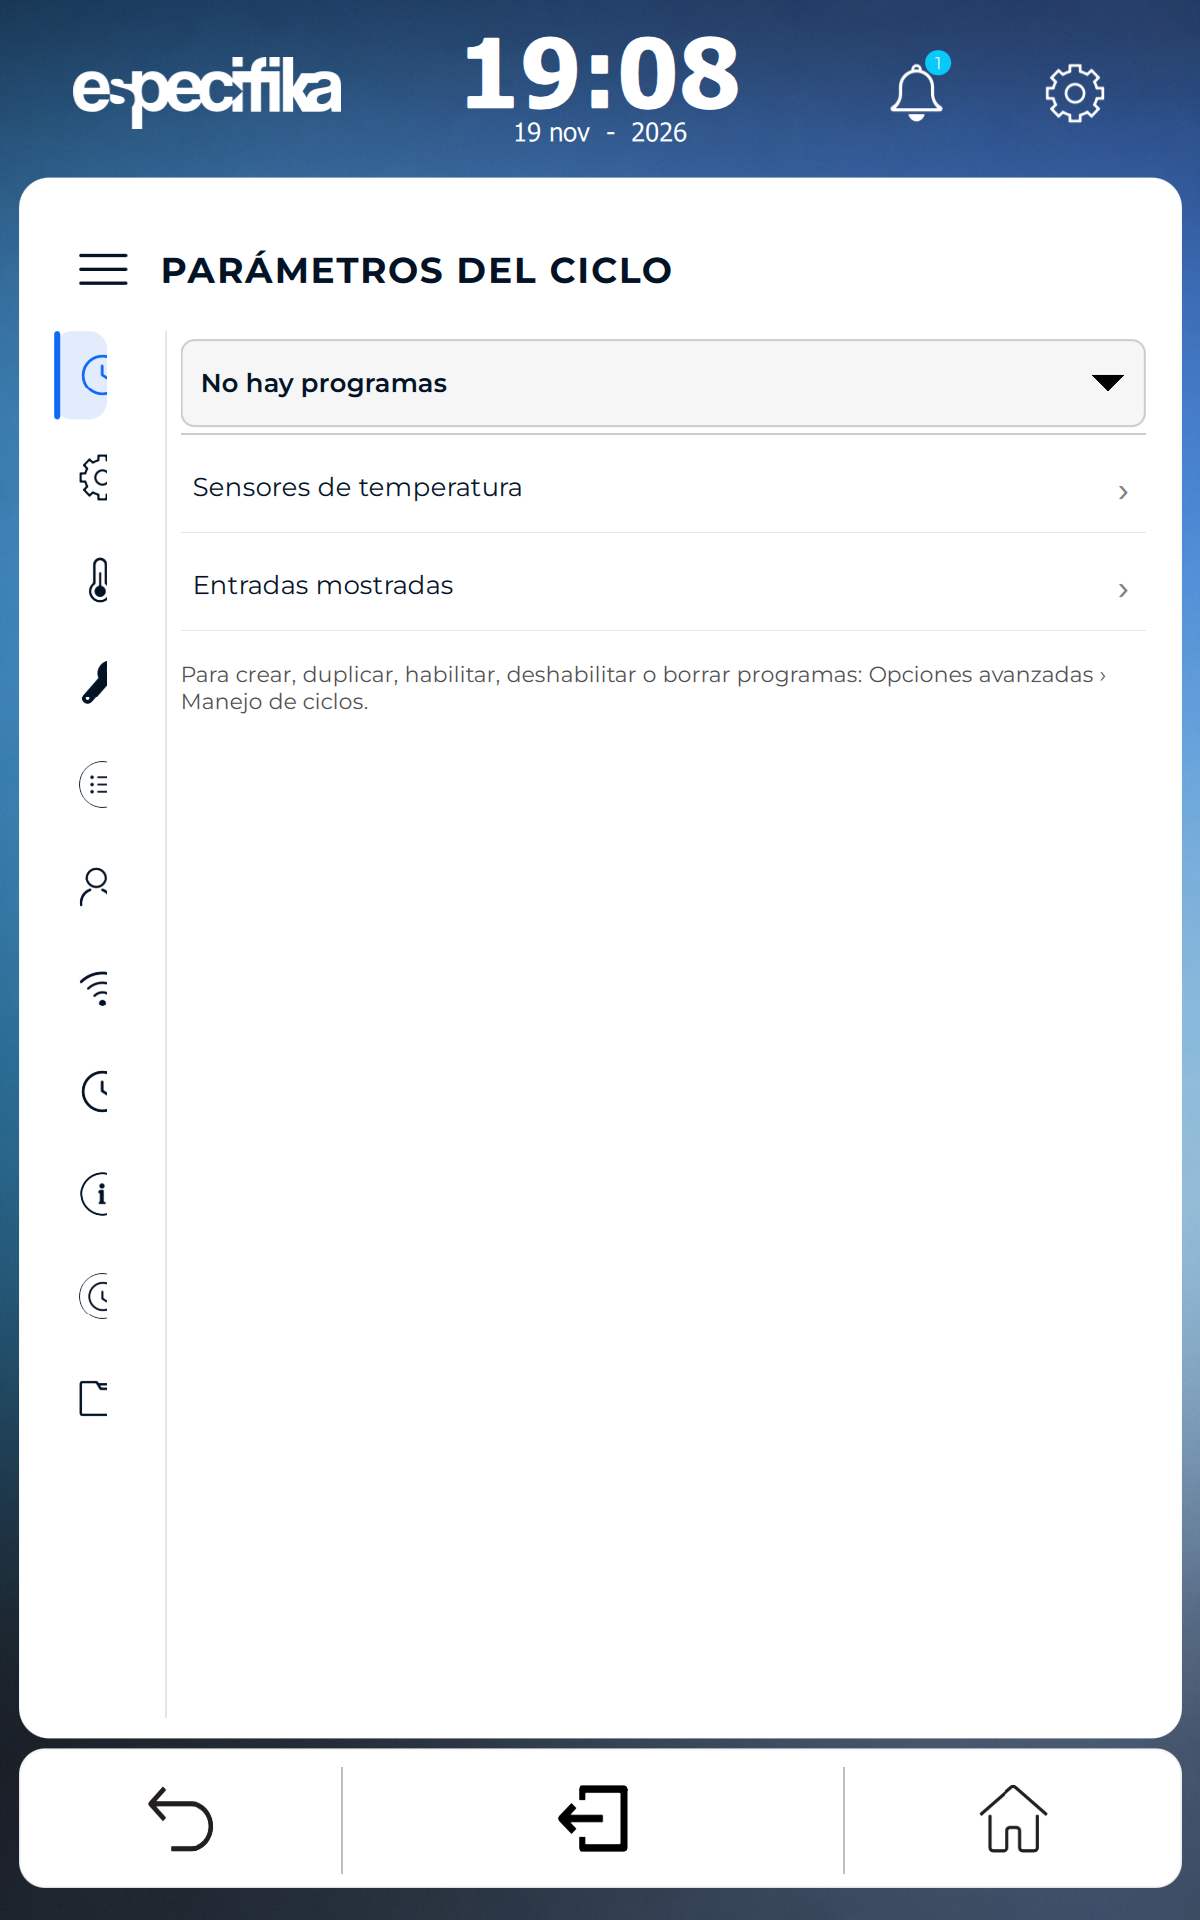 especifika
19:08
1
19 nov - 2026
PARÁMETROS DEL CICLO
No hay programas
Sensores de temperatura
Entradas mostradas
Para crear, duplicar, habilitar, deshabilitar o borrar programas: Opciones avanzadas ›
Manejo de ciclos.